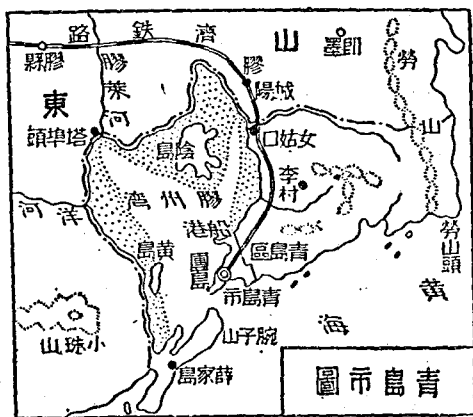 膠濟鉄路
山東
即墨
勞山
膠縣
膠萊河
城陽
女姑口
塔埠頭
陰島
李村
膠州灣
洋河
船港
青島區
勞山頭
黃島
團島
青島市
黃海
小珠山
腕子山
薛家島
青島市圖